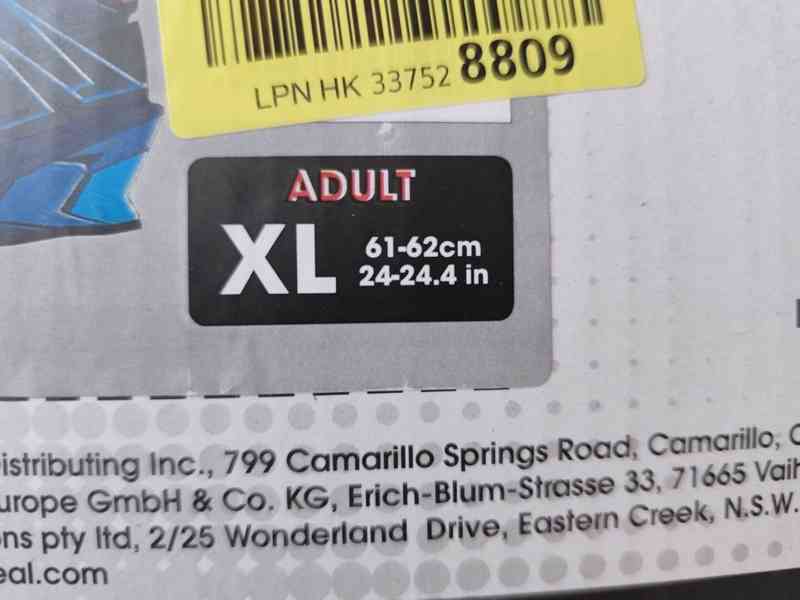 LPN HK 33752 8809
ADULT
XL
61-62cm
24-24.4 in
istributing Inc., 799 Camarillo Springs Road, Camarillo, C
urope GmbH & Co. KG, Erich-Blum-Strasse 33, 71665 Vaih
ns pty ltd, 2/25 Wonderland Drive, Eastern Creek, N.S.W.
eal.com